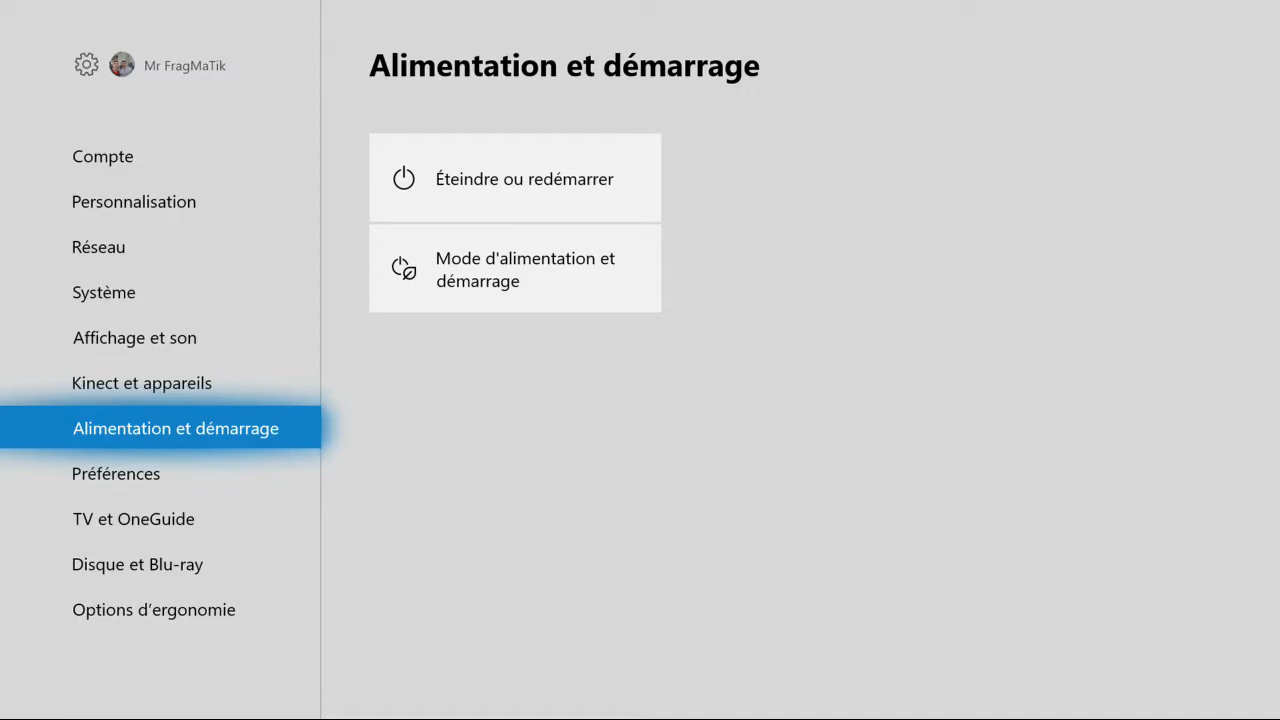 Mr FragMaTik
Compte
Personnalisation
Réseau
Système
Affichage et son
Kinect et appareils
Alimentation et démarrage
Préférences
TV et OneGuide
Disque et Blu-ray
Options d’ergonomie
Alimentation et démarrage
Éteindre ou redémarrer
Mode d'alimentation et
démarrage